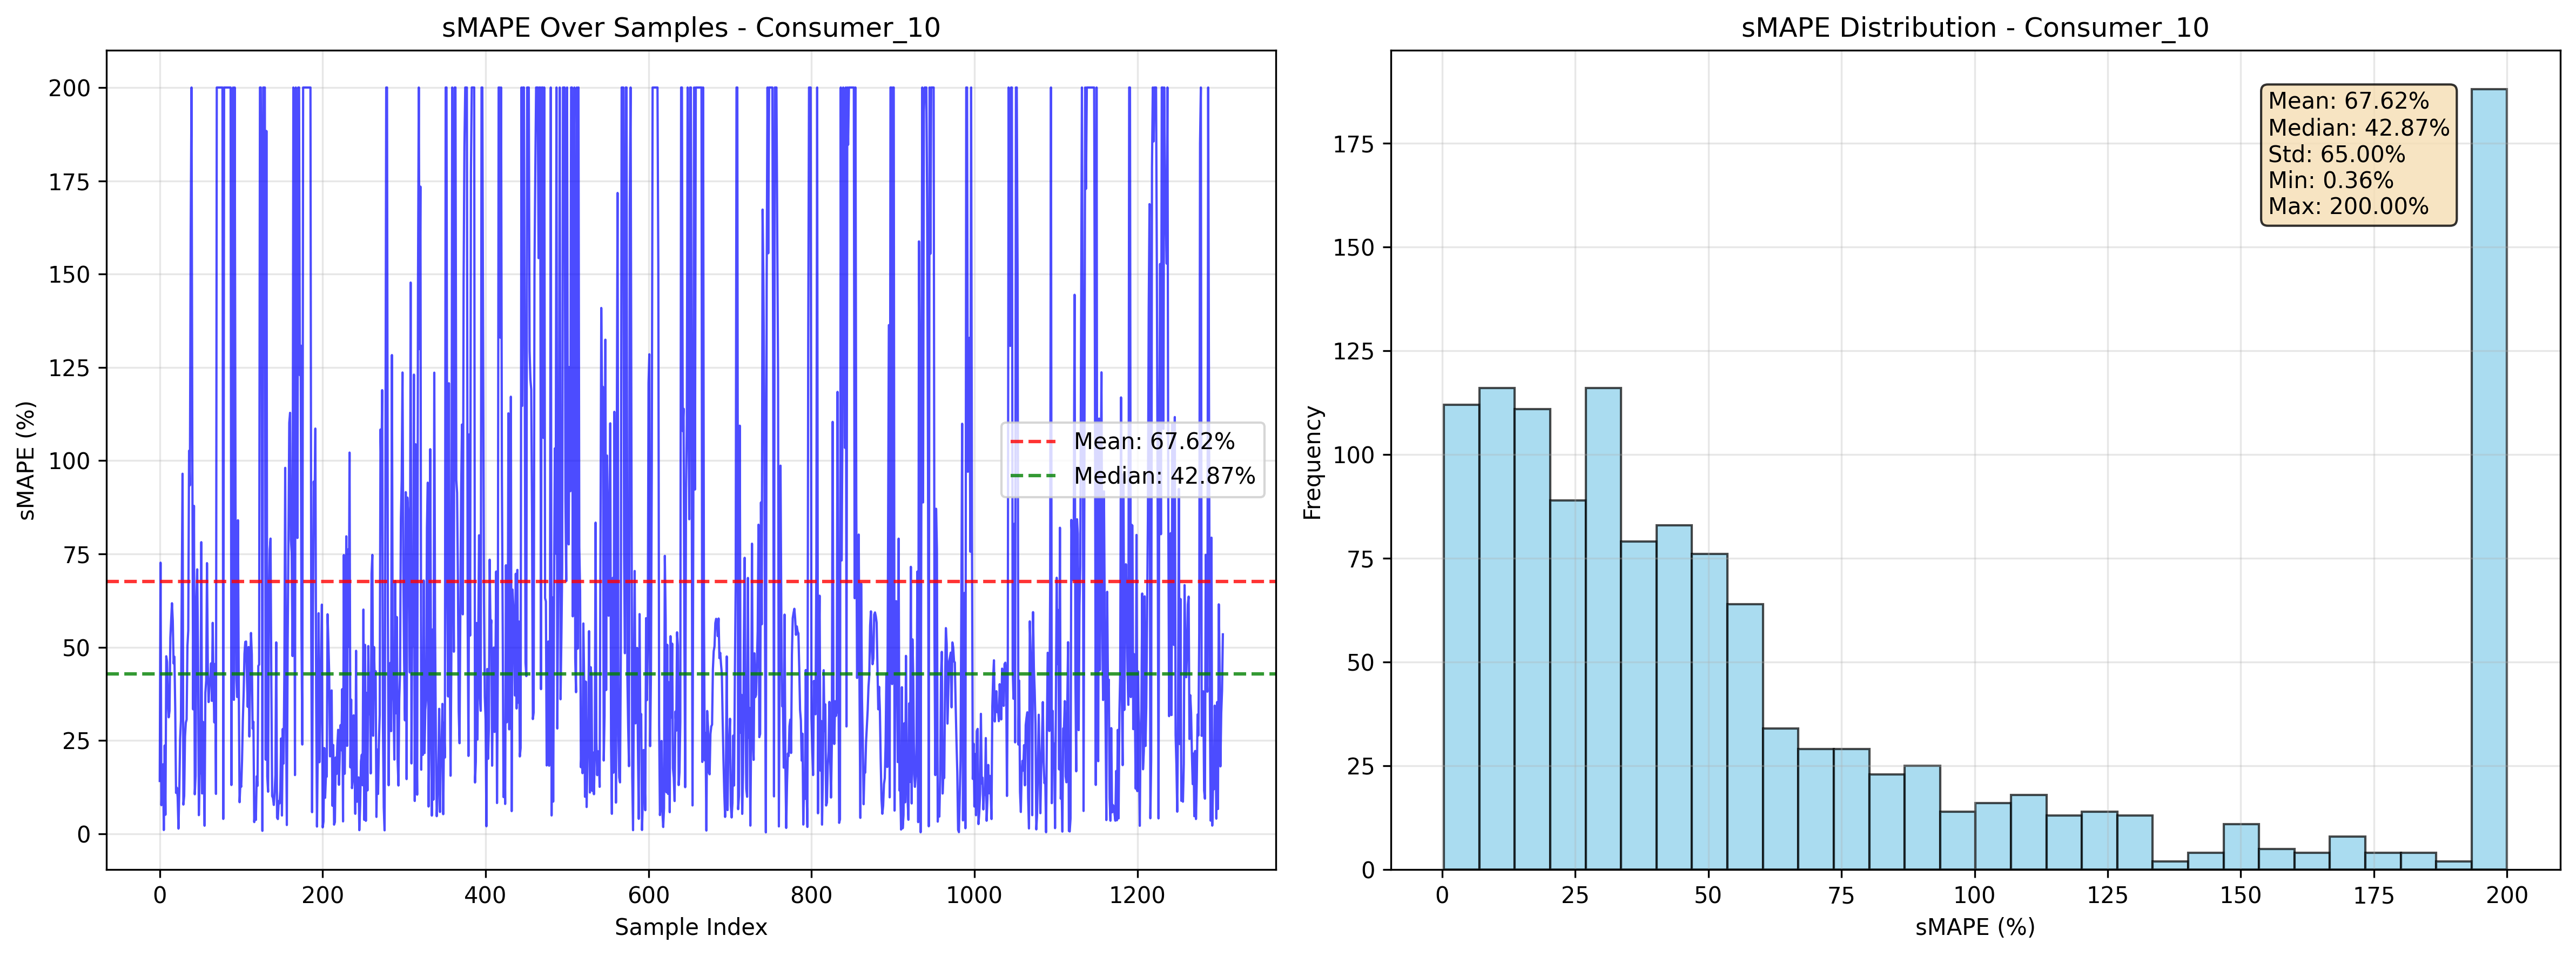 sMAPE Over Samples - Consumer_10
sMAPE (%)
200
175
150
125
100
75
50
25
0
Mean: 67.62%
Median: 42.87%
0 200 400 600 800 1000 1200
Sample Index
sMAPE Distribution - Consumer_10
Frequency
175
150
125
100
75
50
25
0
Mean: 67.62%
Median: 42.87%
Std: 65.00%
Min: 0.36%
Max: 200.00%
0 25 50 75 100 125 150 175 200
sMAPE (%)